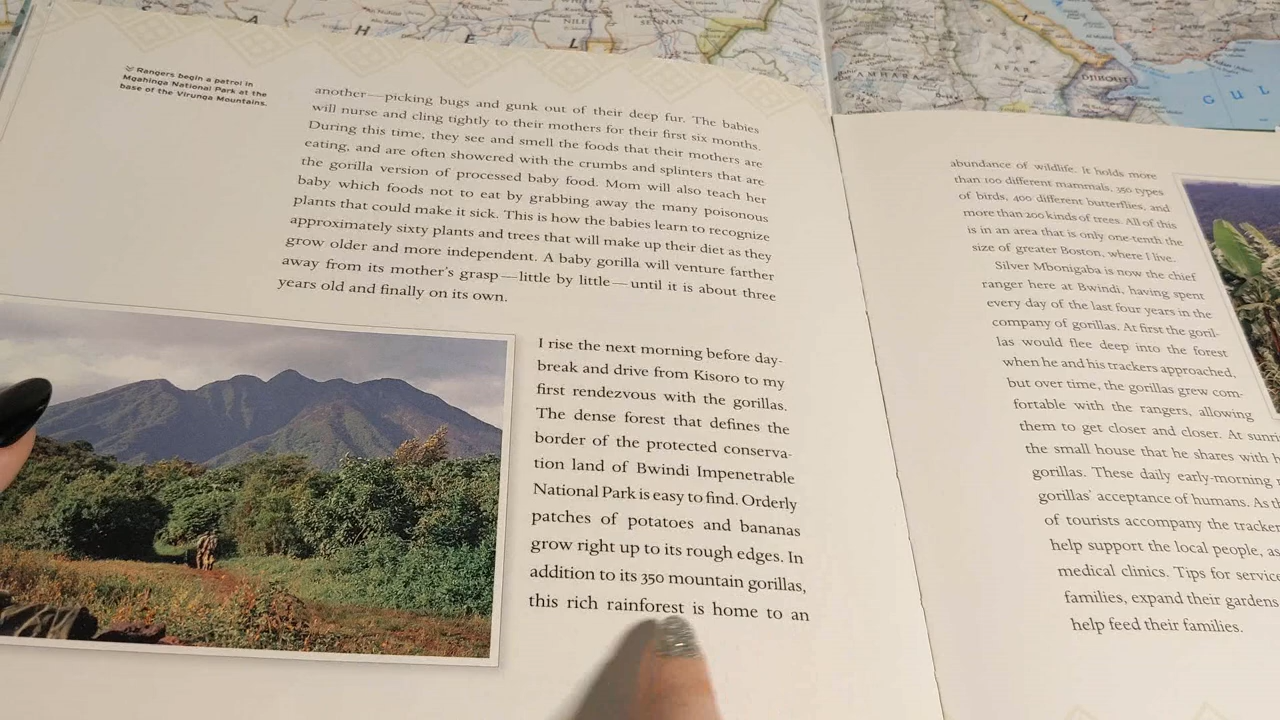 Rangers begin a patrol in
Mgahinga National Park at the
base of the Virunga Mountains.
another—picking bugs and gunk out of their deep fur. The babies
will nurse and cling tightly to their mothers for their first six months.
During this time, they see and smell the foods that their mothers are
eating, and are often showered with the crumbs and splinters that are
the gorilla version of processed baby food. Mom will also teach her
baby which foods not to eat by grabbing away the many poisonous
plants that could make it sick. This is how the babies learn to recognize
approximately sixty plants and trees that will make up their diet as they
grow older and more independent. A baby gorilla will venture farther
away from its mother's grasp—little by little—until it is about three
years old and finally on its own.
I rise the next morning before day-
break and drive from Kisoro to my
first rendezvous with the gorillas.
The dense forest that defines the
border of the protected conserva-
tion land of Bwindi Impenetrable
National Park is easy to find. Orderly
patches of potatoes and bananas
grow right up to its rough edges. In
addition to its 350 mountain gorillas,
this rich rainforest is home to an
abundance of wildlife. It holds more
than 100 different mammals, 350 types
of birds, 400 different butterflies, and
more than 200 kinds of trees. All of this
is in an area that is only one-tenth the
size of greater Boston, where I live.
Silver Mbonigaba is now the chief
ranger here at Bwindi, having spent
every day of the last four years in the
company of gorillas. At first the goril-
las would flee deep into the forest
when he and his trackers approached,
but over time, the gorillas grew com-
fortable with the rangers, allowing
them to get closer and closer. At
the small house that he shares with
gorillas. These daily early-morning
gorillas' acceptance of humans. As
of tourists accompany the
help support the local people,
medical clinics. Tips for
families, expand their gardens
help feed their families.
A H E L
NILE
SENNAR
AMHARA
AFAR
DJIBOUTI
G U L